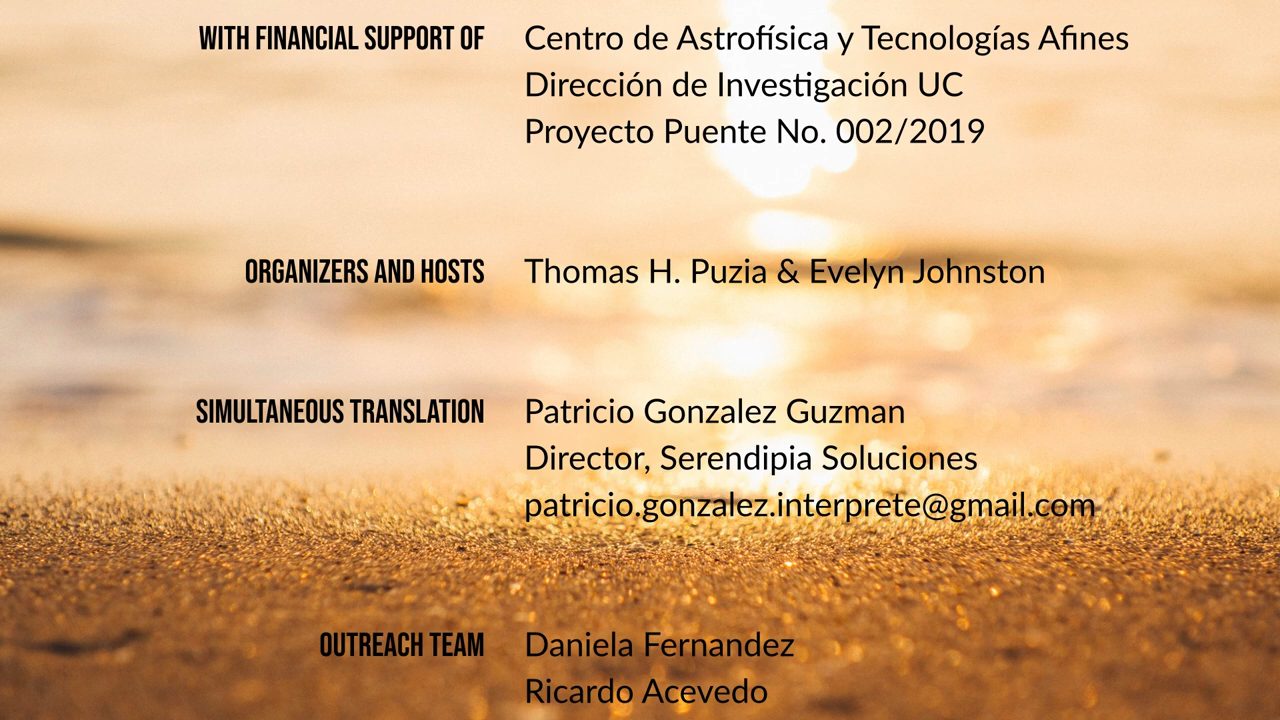 WITH FINANCIAL SUPPORT OF Centro de Astrofísica y Tecnologías Afines
Dirección de Investigación UC
Proyecto Puente No. 002/2019
ORGANIZERS AND HOSTS Thomas H. Puzia & Evelyn Johnston
SIMULTANEOUS TRANSLATION Patricio Gonzalez Guzman
Director, Serendipia Soluciones
patricio.gonzalez.interprete@gmail.com
OUTREACH TEAM Daniela Fernandez
Ricardo Acevedo